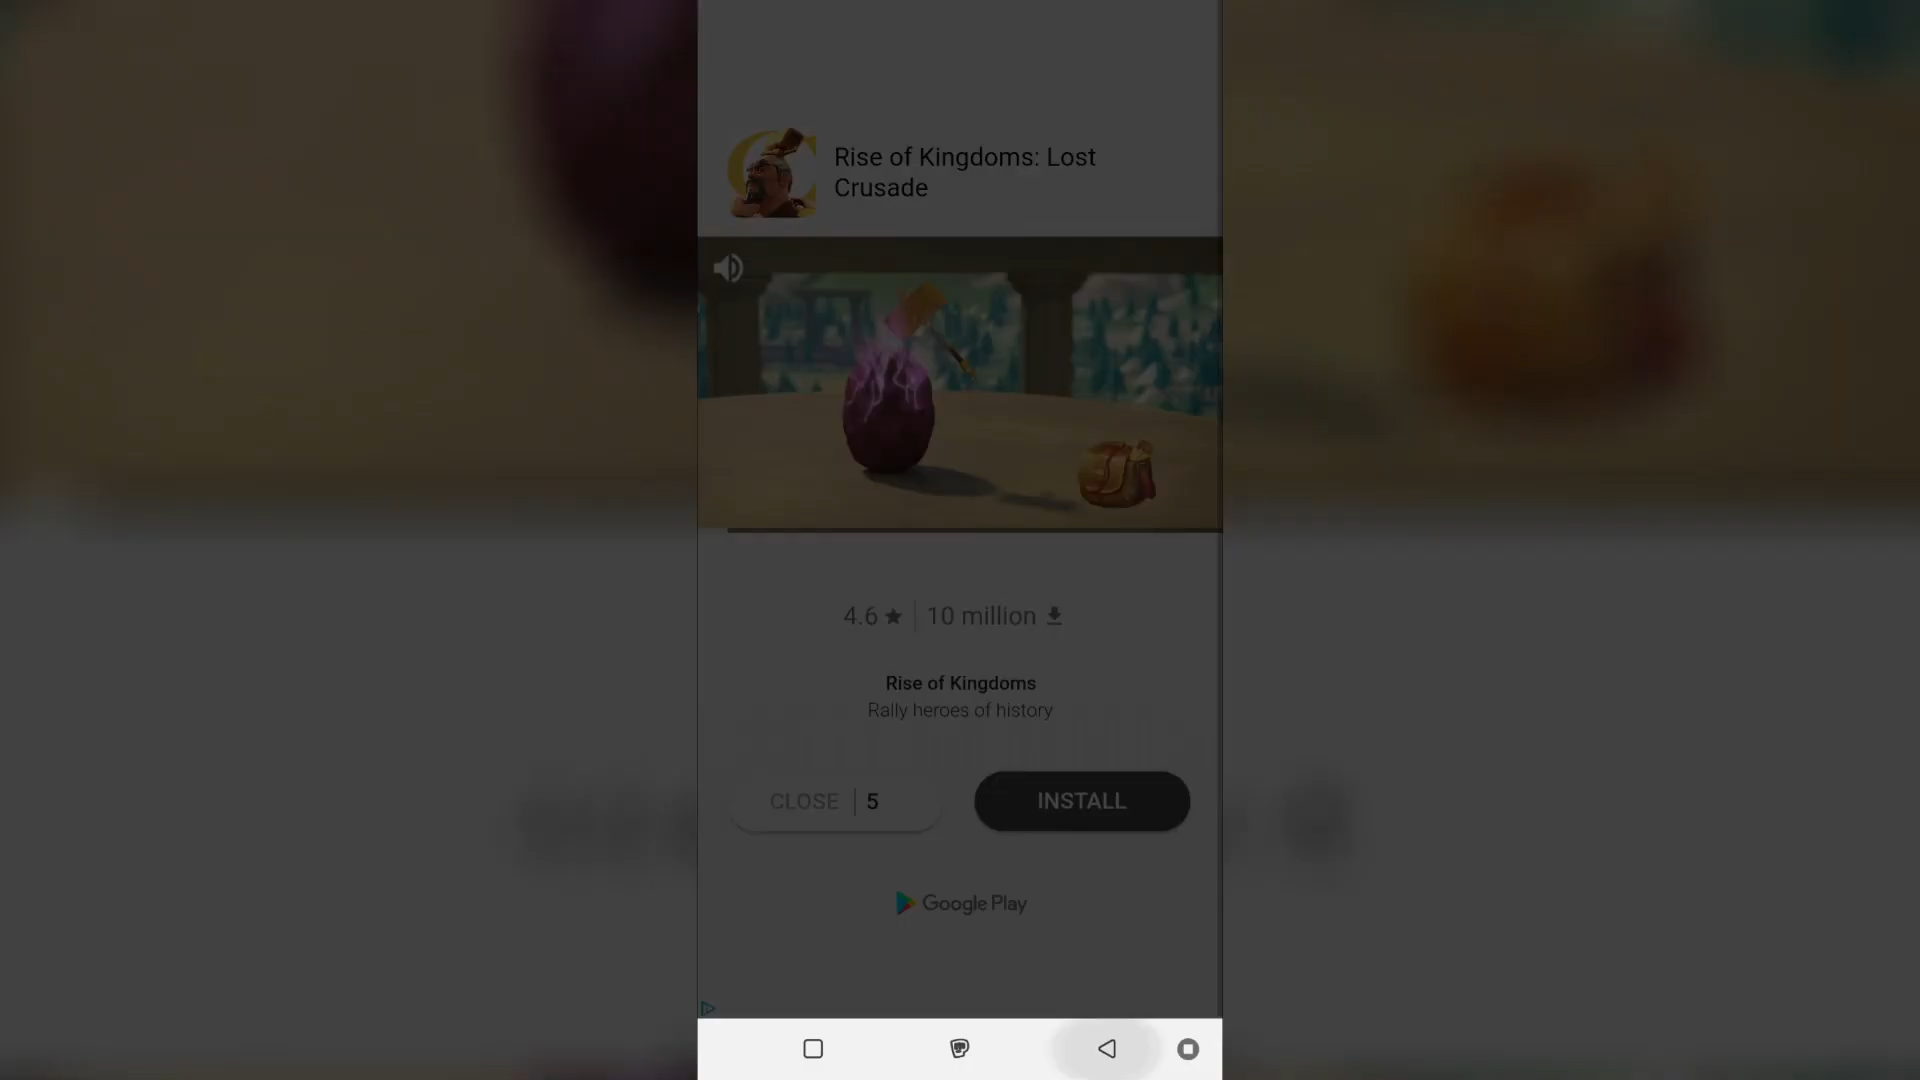 Rise of Kingdoms: Lost
Crusade
4.6 ★ | 10 million
Rise of Kingdoms
Rally heroes of history
CLOSE | 5
INSTALL
Google Play